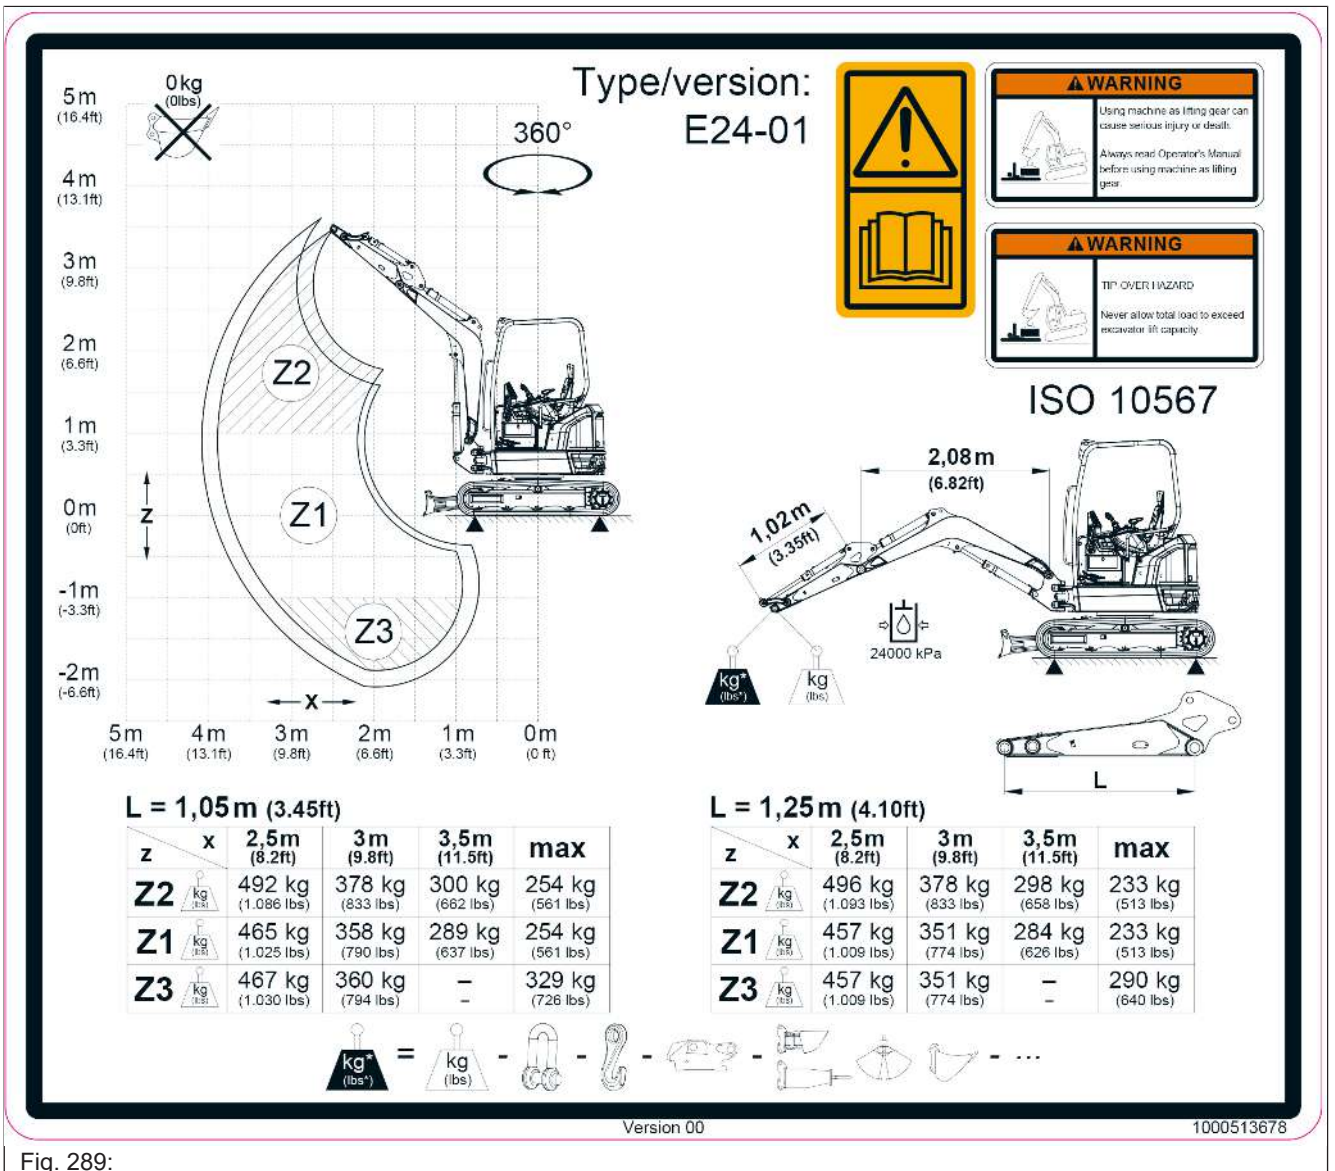 0kg
(0lbs)
5m
(16.4ft)
4m
(13.1ft)
3m
(9.8ft)
2m
(6.6ft)
1m
(3.3ft)
0m
(0ft)
-1m
(-3.3ft)
-2m
(-6.6ft)
360°
Z2
Z1
Z3
z
x
5m
(16.4ft)
4m
(13.1ft)
3m
(9.8ft)
2m
(6.6ft)
1m
(3.3ft)
0m
(0 ft)
Type/version:
E24-01
WARNING
Using machine as lifting gear can
cause serious injury or death.
Always read Operator's Manual
before using machine as lifting
gear.
WARNING
TIP OVER HAZARD
Never allow total load to exceed
excavator lift capacity.
ISO 10567
2,08m
(6.82ft)
1,02m
(3.35ft)
24000 kPa
kg*
(lbs*)
kg
(lbs)
L
L = 1,05m (3.45ft)
z x 2,5m (8.2ft) 3m (9.8ft) 3,5m (11.5ft) max
Z2 kg (lbs) 492 kg (1.086 lbs) 378 kg (833 lbs) 300 kg (662 lbs) 254 kg (561 lbs)
Z1 kg (lbs) 465 kg (1.025 lbs) 358 kg (790 lbs) 289 kg (637 lbs) 254 kg (561 lbs)
Z3 kg (lbs) 467 kg (1.030 lbs) 360 kg (794 lbs) – - 329 kg (726 lbs)
L = 1,25m (4.10ft)
z x 2,5m (8.2ft) 3m (9.8ft) 3,5m (11.5ft) max
Z2 kg (lbs) 496 kg (1.093 lbs) 378 kg (833 lbs) 298 kg (658 lbs) 233 kg (513 lbs)
Z1 kg (lbs) 457 kg (1.009 lbs) 351 kg (774 lbs) 284 kg (626 lbs) 233 kg (513 lbs)
Z3 kg (lbs) 457 kg (1.009 lbs) 351 kg (774 lbs) – - 290 kg (640 lbs)
kg* (lbs*) = kg (lbs) - - - - - ...
Version 00
1000513678
Fig. 289: